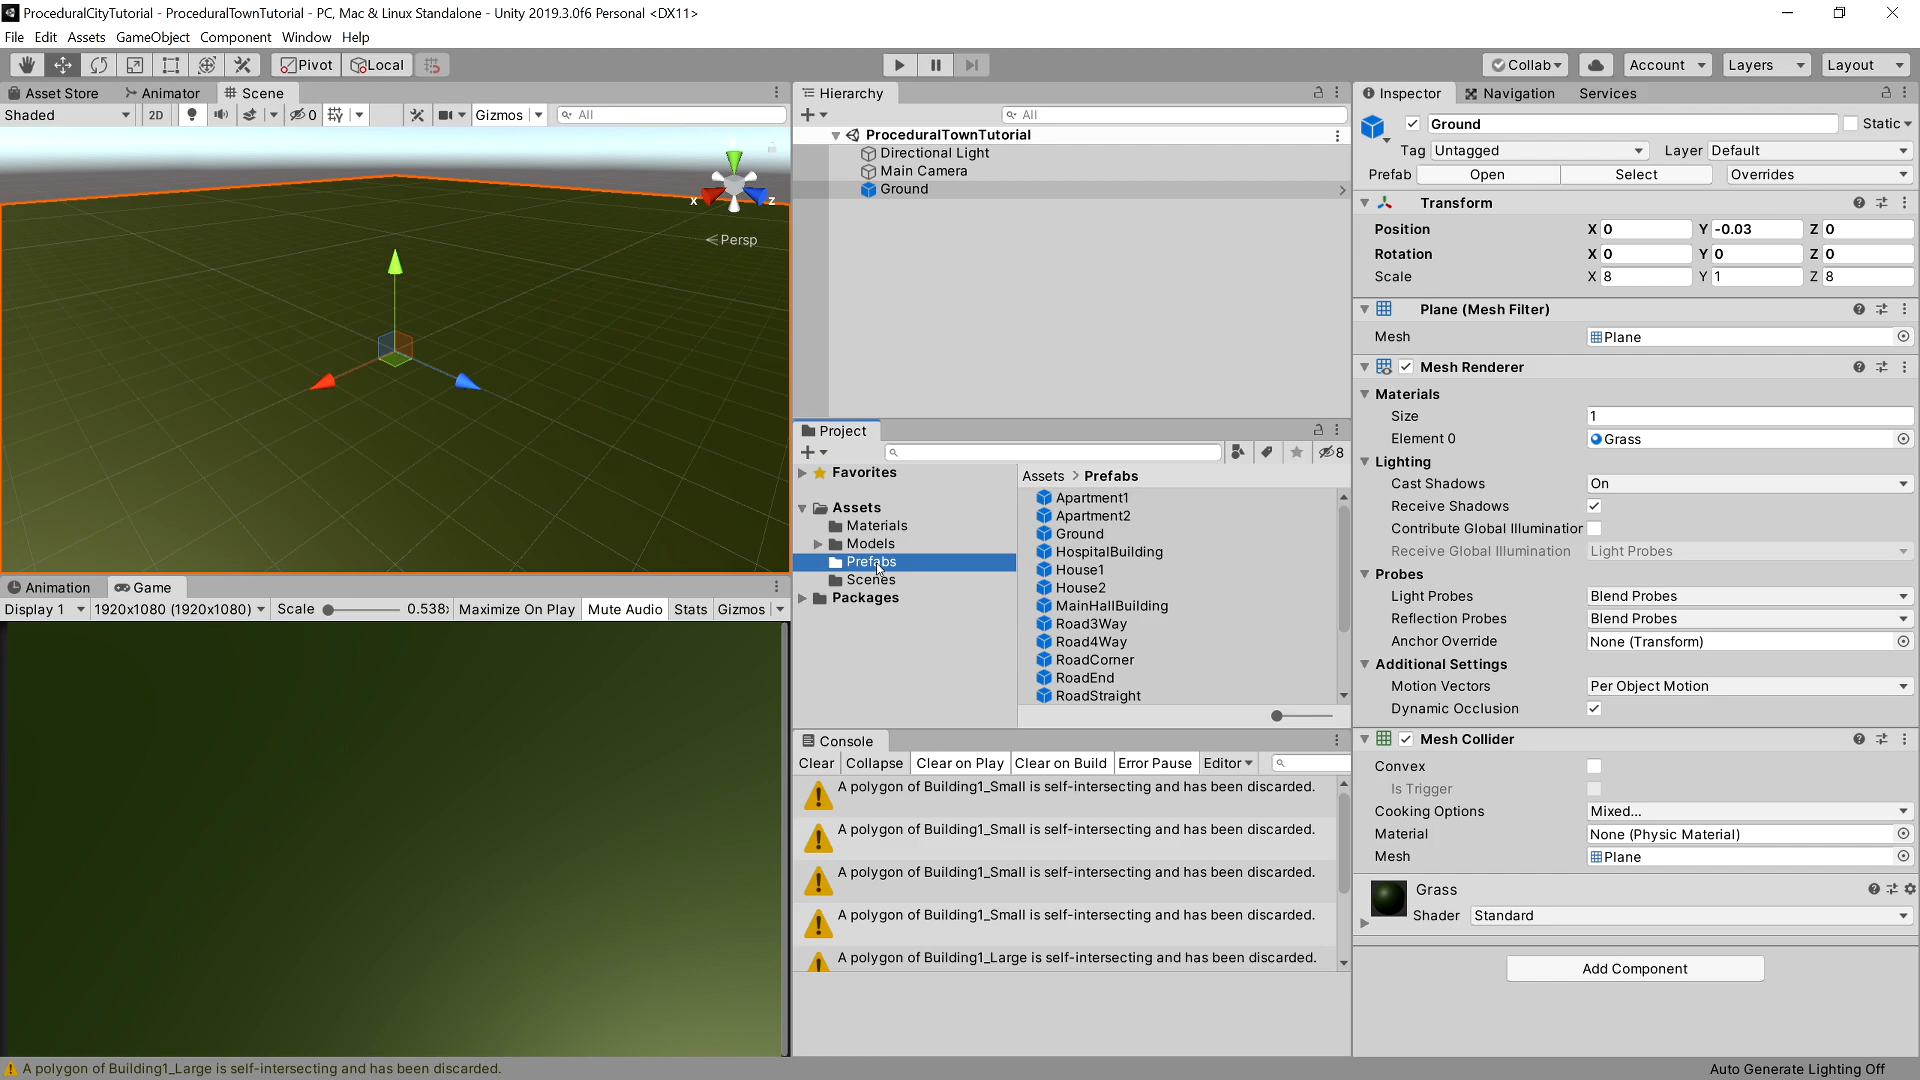 ProceduralCityTutorial - ProceduralTownTutorial - PC, Mac & Linux Standalone - Unity 2019.3.0f6 Personal <DX11>
File Edit Assets GameObject Component Window Help
Pivot Local Collab Account Layers Layout
Asset Store Animator Scene
Shaded 2D 0 Gizmos All
x z
Persp
Animation Game
Display 1 1920x1080 (1920x1080) Scale 0.538: Maximize On Play Mute Audio Stats Gizmos
Hierarchy
All
ProceduralTownTutorial
Directional Light
Main Camera
Ground
Project
8
Favorites
Assets
Materials
Models
Prefabs
Scenes
Packages
Assets > Prefabs
Apartment1
Apartment2
Ground
HospitalBuilding
House1
House2
MainHallBuilding
Road3Way
Road4Way
RoadCorner
RoadEnd
RoadStraight
Console
Clear Collapse Clear on Play Clear on Build Error Pause Editor
A polygon of Building1_Small is self-intersecting and has been discarded.
A polygon of Building1_Small is self-intersecting and has been discarded.
A polygon of Building1_Small is self-intersecting and has been discarded.
A polygon of Building1_Small is self-intersecting and has been discarded.
A polygon of Building1_Large is self-intersecting and has been discarded.
Inspector Navigation Services
Ground Static
Tag Untagged Layer Default
Prefab Open Select Overrides
Transform
Position X 0 Y -0.03 Z 0
Rotation X 0 Y 0 Z 0
Scale X 8 Y 1 Z 8
Plane (Mesh Filter)
Mesh Plane
Mesh Renderer
Materials
Size 1
Element 0 Grass
Lighting
Cast Shadows On
Receive Shadows
Contribute Global Illumination
Receive Global Illumination Light Probes
Probes
Light Probes Blend Probes
Reflection Probes Blend Probes
Anchor Override None (Transform)
Additional Settings
Motion Vectors Per Object Motion
Dynamic Occlusion
Mesh Collider
Convex
Is Trigger
Cooking Options Mixed...
Material None (Physic Material)
Mesh Plane
Grass
Shader Standard
Add Component
A polygon of Building1_Large is self-intersecting and has been discarded.
Auto Generate Lighting Off